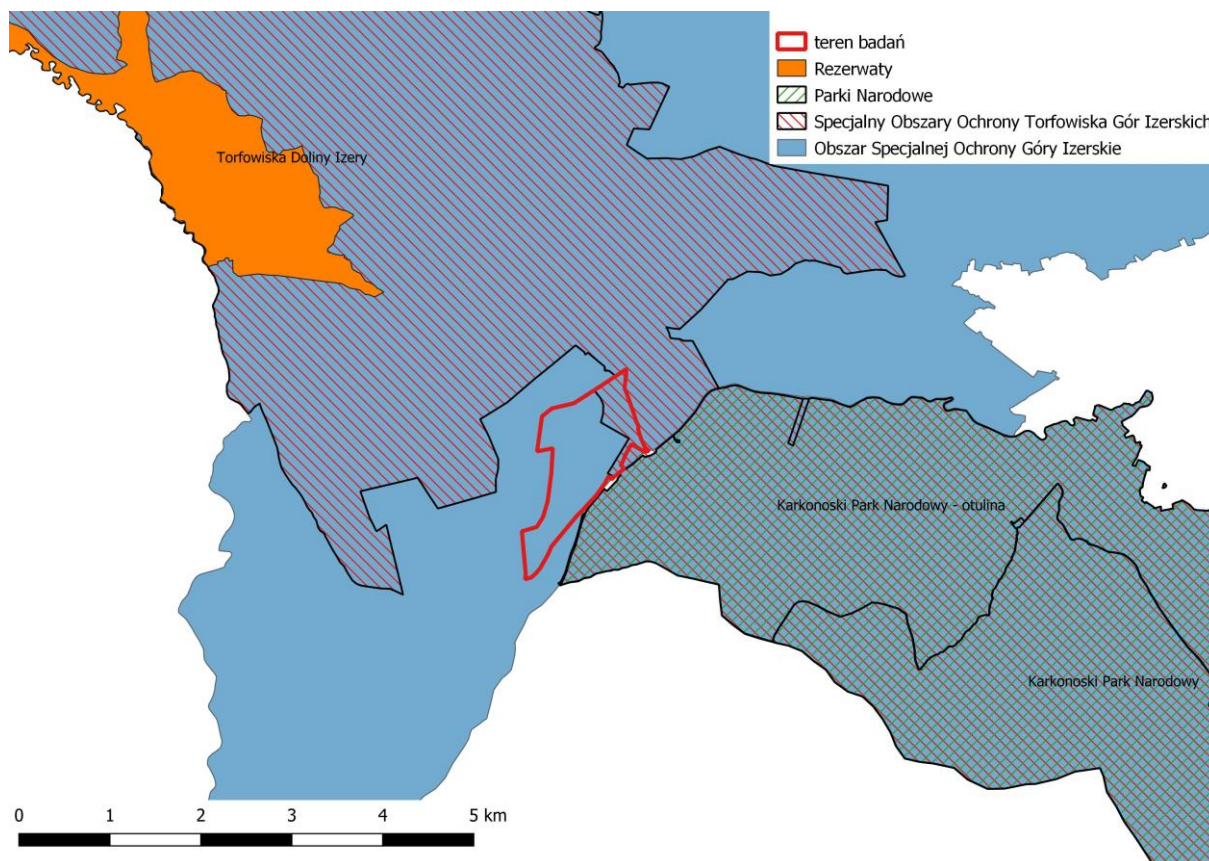 teren badań
Rezerwaty
Parki Narodowe
Specjalny Obszary Ochrony Torfowiska Gór Izerskich
Obszar Specjalnej Ochrony Góry Izerskie
Torfowiska Doliny Izery
Karkonoski Park Narodowy - otulina
Karkonoski Park Narodowy
0 1 2 3 4 5 km